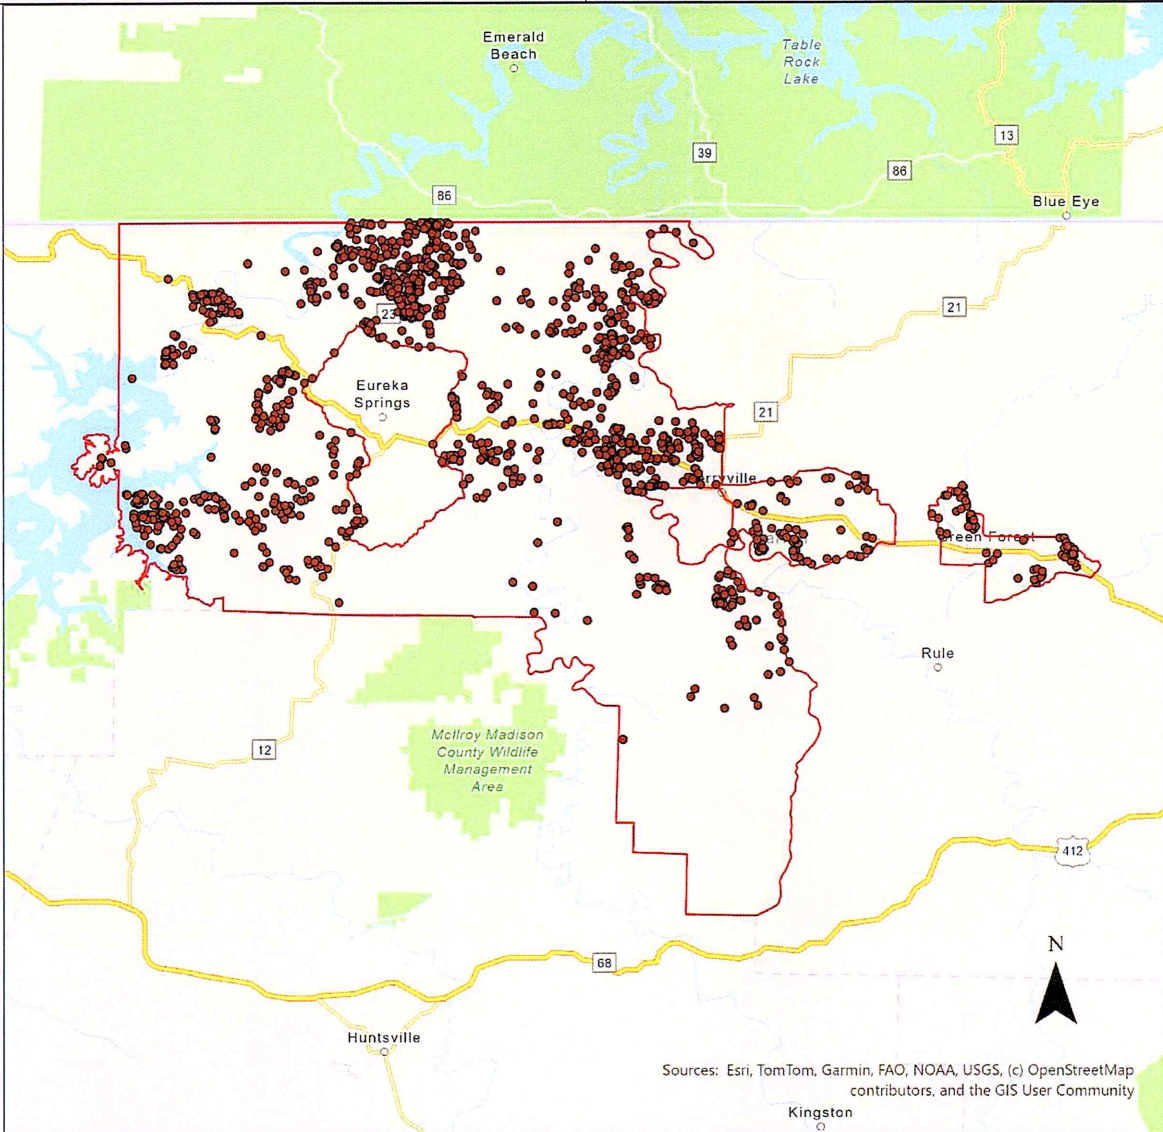 Emerald
Beach
Table
Rock
Lake
13
39
86
86
Blue Eye
21
23
Eureka
Springs
21
Green Forest
Rule
McIlroy Madison
County Wildlife
Management
Area
12
412
68
N
Huntsville
Sources: Esri, TomTom, Garmin, FAO, NOAA, USGS, (c) OpenStreetMap
contributors, and the GIS User Community
Kingston